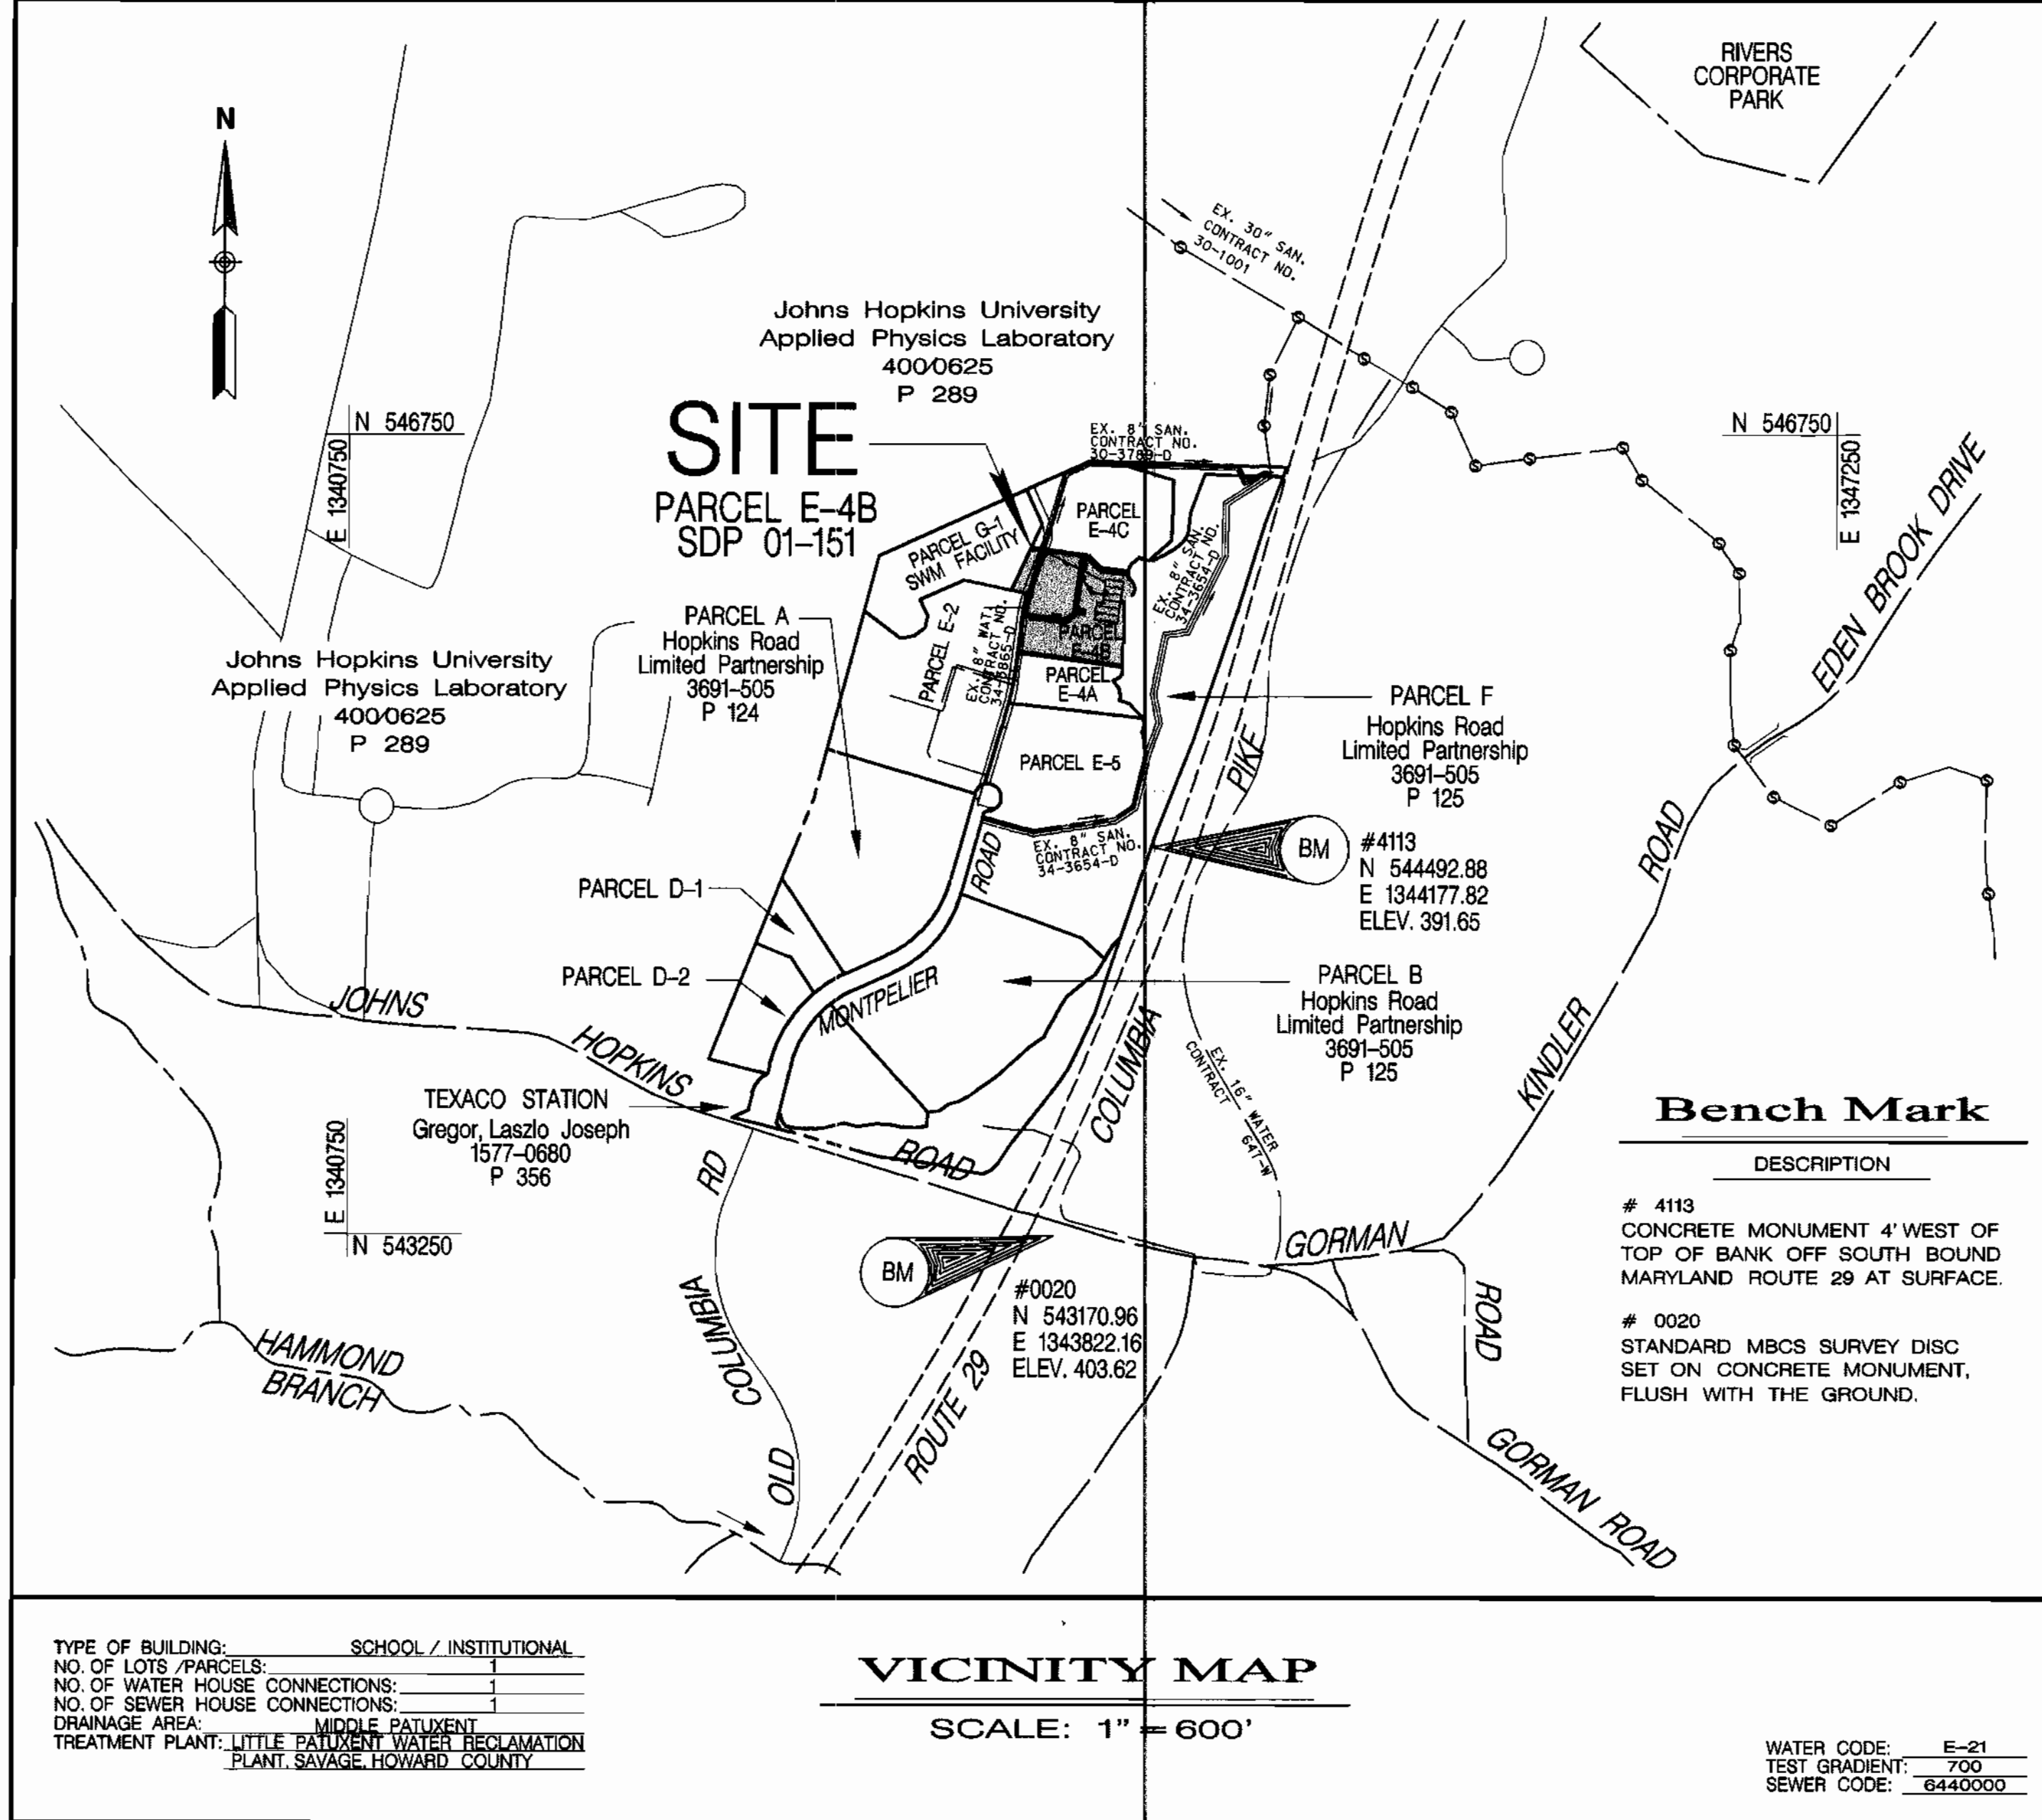 RIVERS
CORPORATE
PARK
N
EX. 30" SAN.
CONTRACT NO.
30-1001
Johns Hopkins University
Applied Physics Laboratory
400/0625
P 289
SITE
PARCEL E-4B
SDP 01-151
N 546750
E 1340750
EX. 8" SAN.
CONTRACT NO.
30-3789-D
N 546750
E 1347250
PARCEL
E-4C
PARCEL G-1
SWM FACILITY
EX. 8" SAN.
CONTRACT NO.
34-3654-D
EDEN BROOK DRIVE
PARCEL A
Hopkins Road
Limited Partnership
3691-505
P 124
PARCEL E-2
EX. 8" WAT.
CONTRACT NO.
PARCEL
E-4B
PARCEL
E-4A
Johns Hopkins University
Applied Physics Laboratory
400/0625
P 289
PARCEL F
Hopkins Road
Limited Partnership
3691-505
P 125
PARCEL E-5
PIKE
EX. 8" SAN.
CONTRACT NO.
34-3654-D
BM
#4113
N 544492.88
E 1344177.82
ELEV. 391.65
ROAD
ROAD
PARCEL D-1
PARCEL D-2
MONTPELIER
PARCEL B
Hopkins Road
Limited Partnership
3691-505
P 125
JOHNS
HOPKINS
ROAD
COLUMBIA
EX. 16" WATER
CONTRACT 647-W
KINDLER
TEXACO STATION
Gregor, Laszlo Joseph
1577-0680
P 356
E 1340750
N 543250
RD
COLUMBIA
OLD
BM
#0020
N 543170.96
E 1343822.16
ELEV. 403.62
ROUTE 29
GORMAN
ROAD
GORMAN ROAD
HAMMOND
BRANCH
Bench Mark
DESCRIPTION
# 4113
CONCRETE MONUMENT 4' WEST OF
TOP OF BANK OFF SOUTH BOUND
MARYLAND ROUTE 29 AT SURFACE.
# 0020
STANDARD MBCS SURVEY DISC
SET ON CONCRETE MONUMENT,
FLUSH WITH THE GROUND.
TYPE OF BUILDING: SCHOOL / INSTITUTIONAL
NO. OF LOTS /PARCELS: 1
NO. OF WATER HOUSE CONNECTIONS: 1
NO. OF SEWER HOUSE CONNECTIONS: 1
DRAINAGE AREA: MIDDLE PATUXENT
TREATMENT PLANT: LITTLE PATUXENT WATER RECLAMATION
PLANT, SAVAGE, HOWARD COUNTY
VICINITY MAP
SCALE: 1" = 600'
WATER CODE: E-21
TEST GRADIENT: 700
SEWER CODE: 6440000